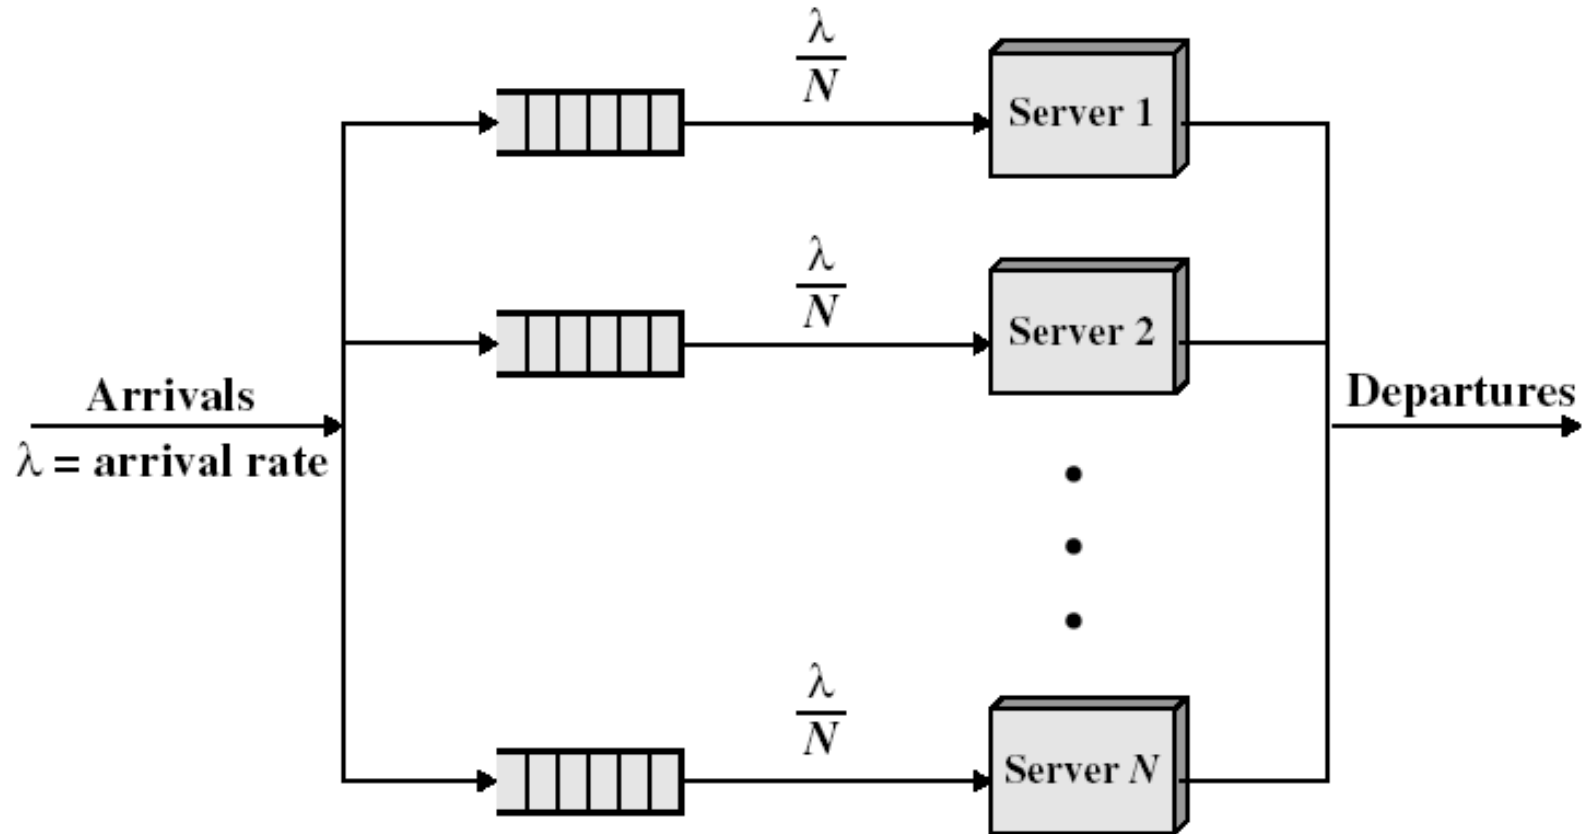 λ
N
Server 1
λ
N
Server 2
Arrivals
λ = arrival rate
Departures
λ
N
Server N